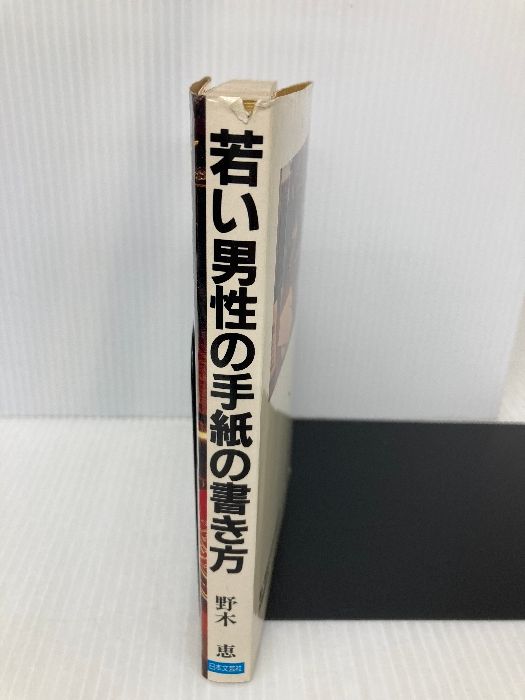 若い男性の手紙の書き方
野木 恵
日本文芸社